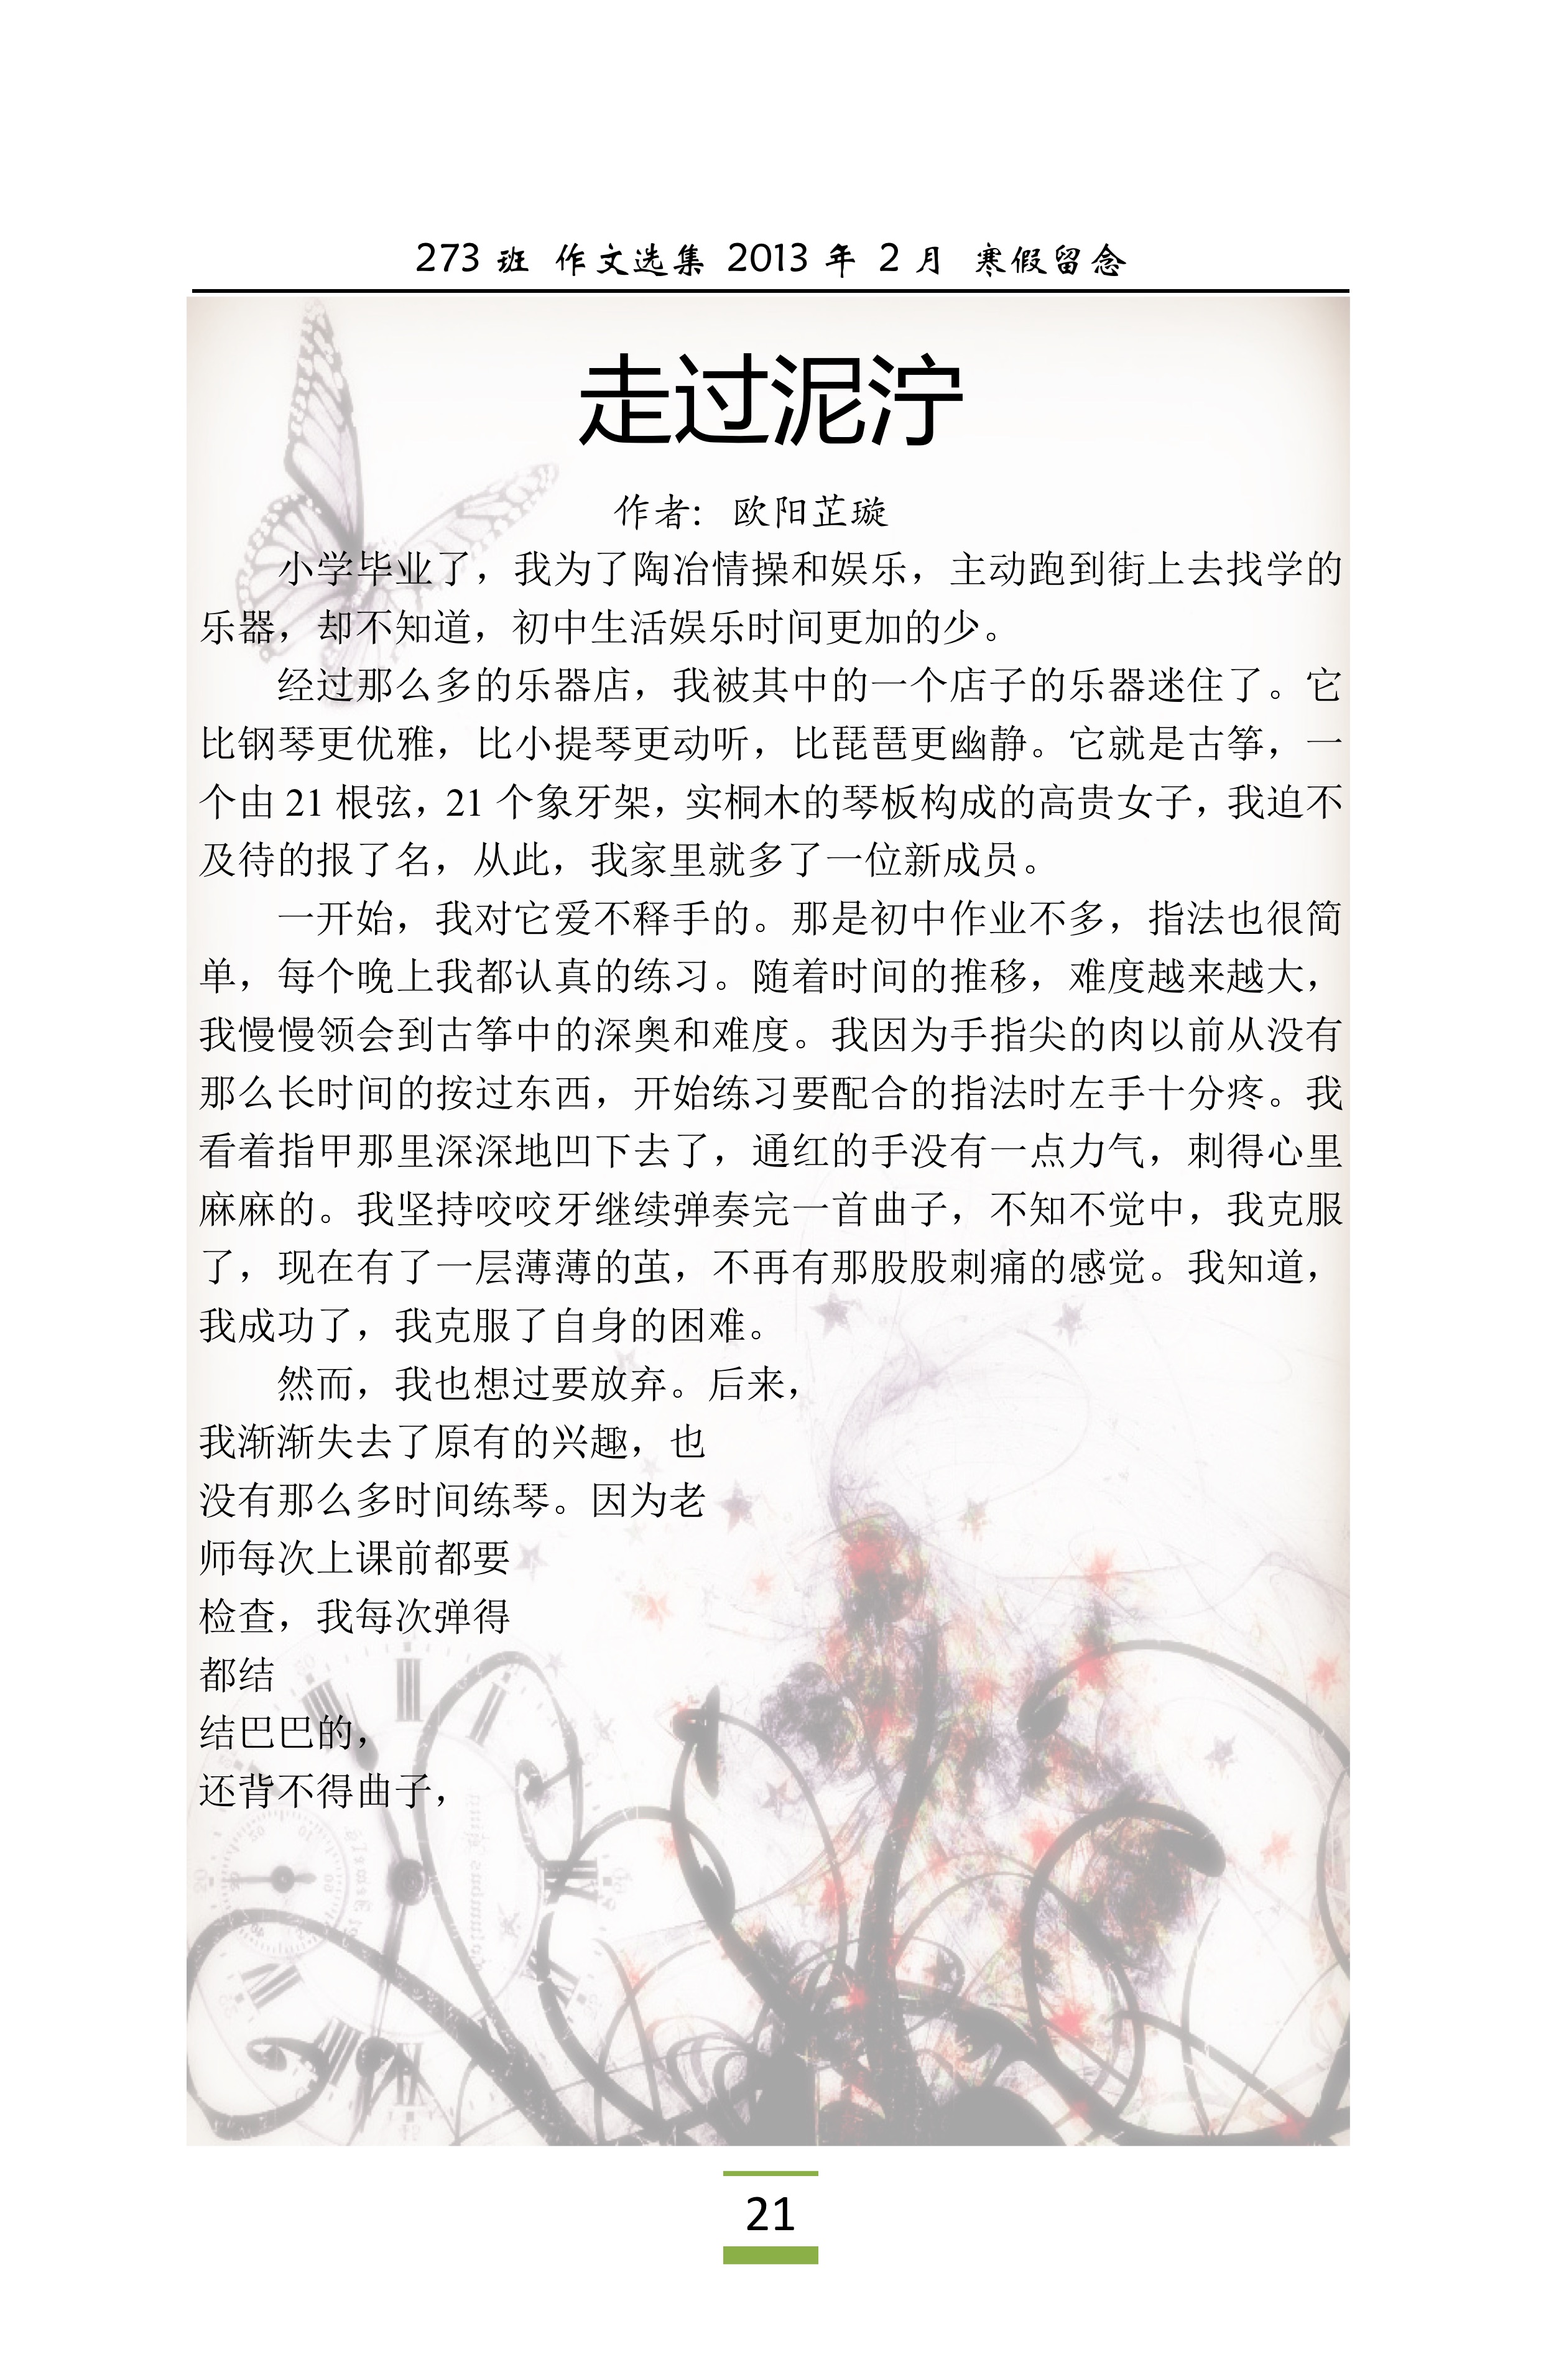 273 班 作文选集 2013 年 2 月 寒假留念
走过泥泞
作者: 欧阳芷璇
小学毕业了，我为了陶冶情操和娱乐，主动跑到街上去找学的
乐器，却不知道，初中生活娱乐时间更加的少。
经过那么多的乐器店，我被其中的一个店子的乐器迷住了。它
比钢琴更优雅，比小提琴更动听，比琵琶更幽静。它就是古筝，一
个由 21 根弦，21 个象牙架，实桐木的琴板构成的高贵女子，我迫不
及待的报了名，从此，我家里就多了一位新成员。
一开始，我对它爱不释手的。那是初中作业不多，指法也很简
单，每个晚上我都认真的练习。随着时间的推移，难度越来越大，
我慢慢领会到古筝中的深奥和难度。我因为手指尖的肉以前从没有
那么长时间的按过东西，开始练习要配合的指法时左手十分疼。我
看着指甲那里深深地凹下去了，通红的手没有一点力气，刺得心里
麻麻的。我坚持咬咬牙继续弹奏完一首曲子，不知不觉中，我克服
了，现在有了一层薄薄的茧，不再有那股股刺痛的感觉。我知道，
我成功了，我克服了自身的困难。
然而，我也想过要放弃。后来，
我渐渐失去了原有的兴趣，也
没有那么多时间练琴。因为老
师每次上课前都要
检查，我每次弹得
都结
结巴巴的，
还背不得曲子，
21